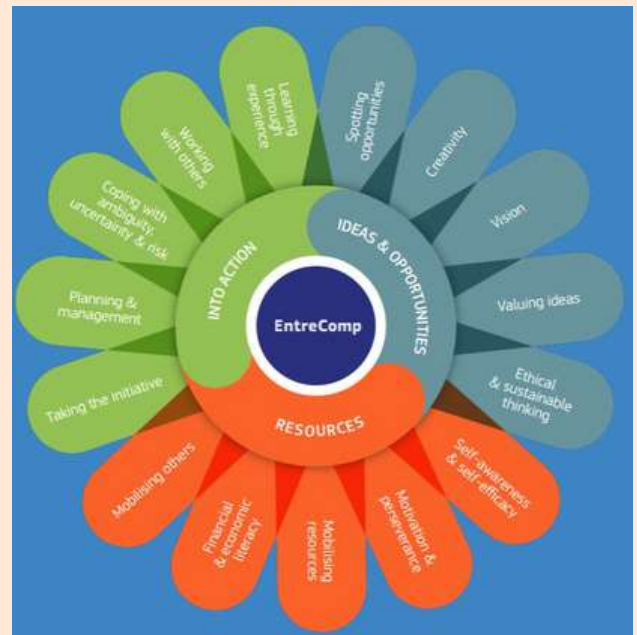 EntreComp
IDEAS & OPPORTUNITIES
Spotting
opportunities
Creativity
Vision
Valuing ideas
Ethical
& sustainable
thinking
RESOURCES
Self-awareness
& self-efficacy
Motivation &
perseverance
Mobilising
resources
Financial
& economic
literacy
Mobilising others
INTO ACTION
Taking the initiative
Planning &
management
Coping with
ambiguity,
uncertainty & risk
Working
with others
Learning
through
experience